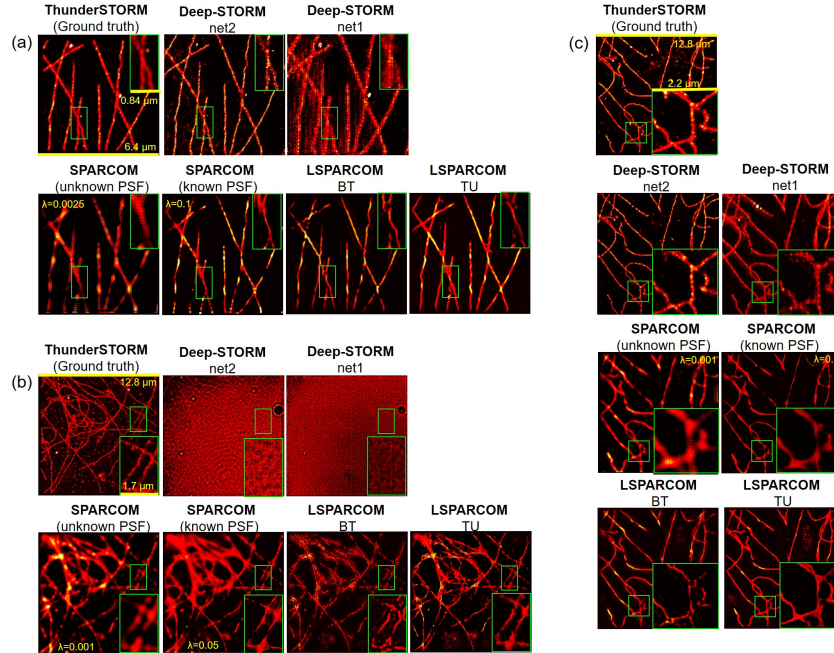 (a)
ThunderSTORM
(Ground truth)
Deep-STORM
net2
Deep-STORM
net1
0.84 μm
6.4 μm
SPARCOM
(unknown PSF)
SPARCOM
(known PSF)
LSPARCOM
BT
LSPARCOM
TU
λ=0.0025
λ=0.1
(b)
ThunderSTORM
(Ground truth)
Deep-STORM
net2
Deep-STORM
net1
12.8 μm
1.7 μm
SPARCOM
(unknown PSF)
SPARCOM
(known PSF)
LSPARCOM
BT
LSPARCOM
TU
λ=0.001
λ=0.05
(c)
ThunderSTORM
(Ground truth)
12.8 μm
2.2 μm
Deep-STORM
net2
Deep-STORM
net1
SPARCOM
(unknown PSF)
SPARCOM
(known PSF)
λ=0.001
λ=0.
LSPARCOM
BT
LSPARCOM
TU